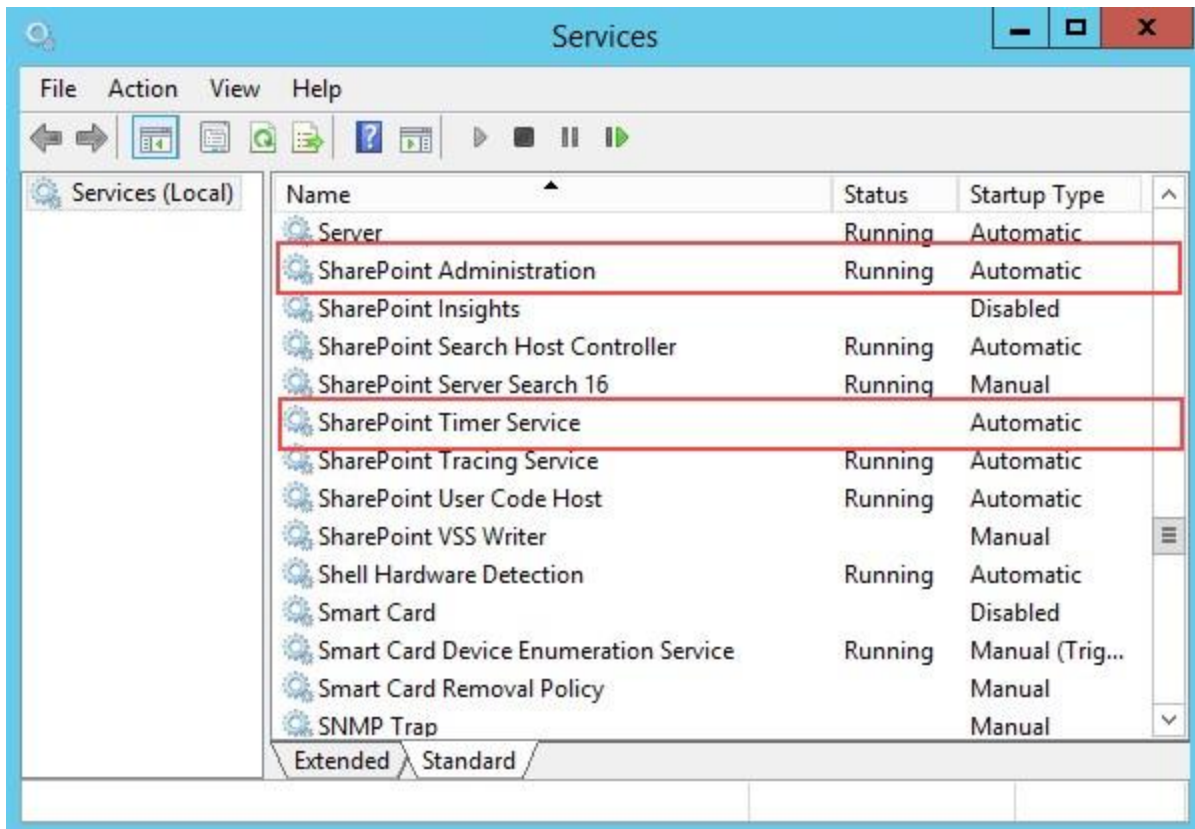 Services
File Action View Help
Services (Local)
Name Status Startup Type
Server Running Automatic
SharePoint Administration Running Automatic
SharePoint Insights Disabled
SharePoint Search Host Controller Running Automatic
SharePoint Server Search 16 Running Manual
SharePoint Timer Service Automatic
SharePoint Tracing Service Running Automatic
SharePoint User Code Host Running Automatic
SharePoint VSS Writer Manual
Shell Hardware Detection Running Automatic
Smart Card Disabled
Smart Card Device Enumeration Service Running Manual (Trig...
Smart Card Removal Policy Manual
SNMP Trap Manual
Extended Standard